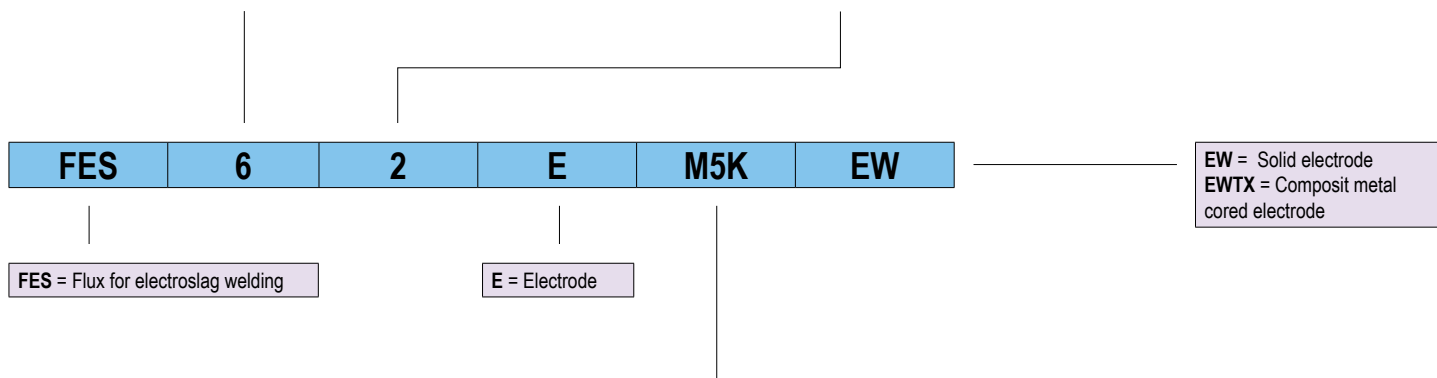 FES 6 2 E M5K EW
EW = Solid electrode
EWTX = Composit metal
cored electrode
FES = Flux for electroslag welding
E = Electrode